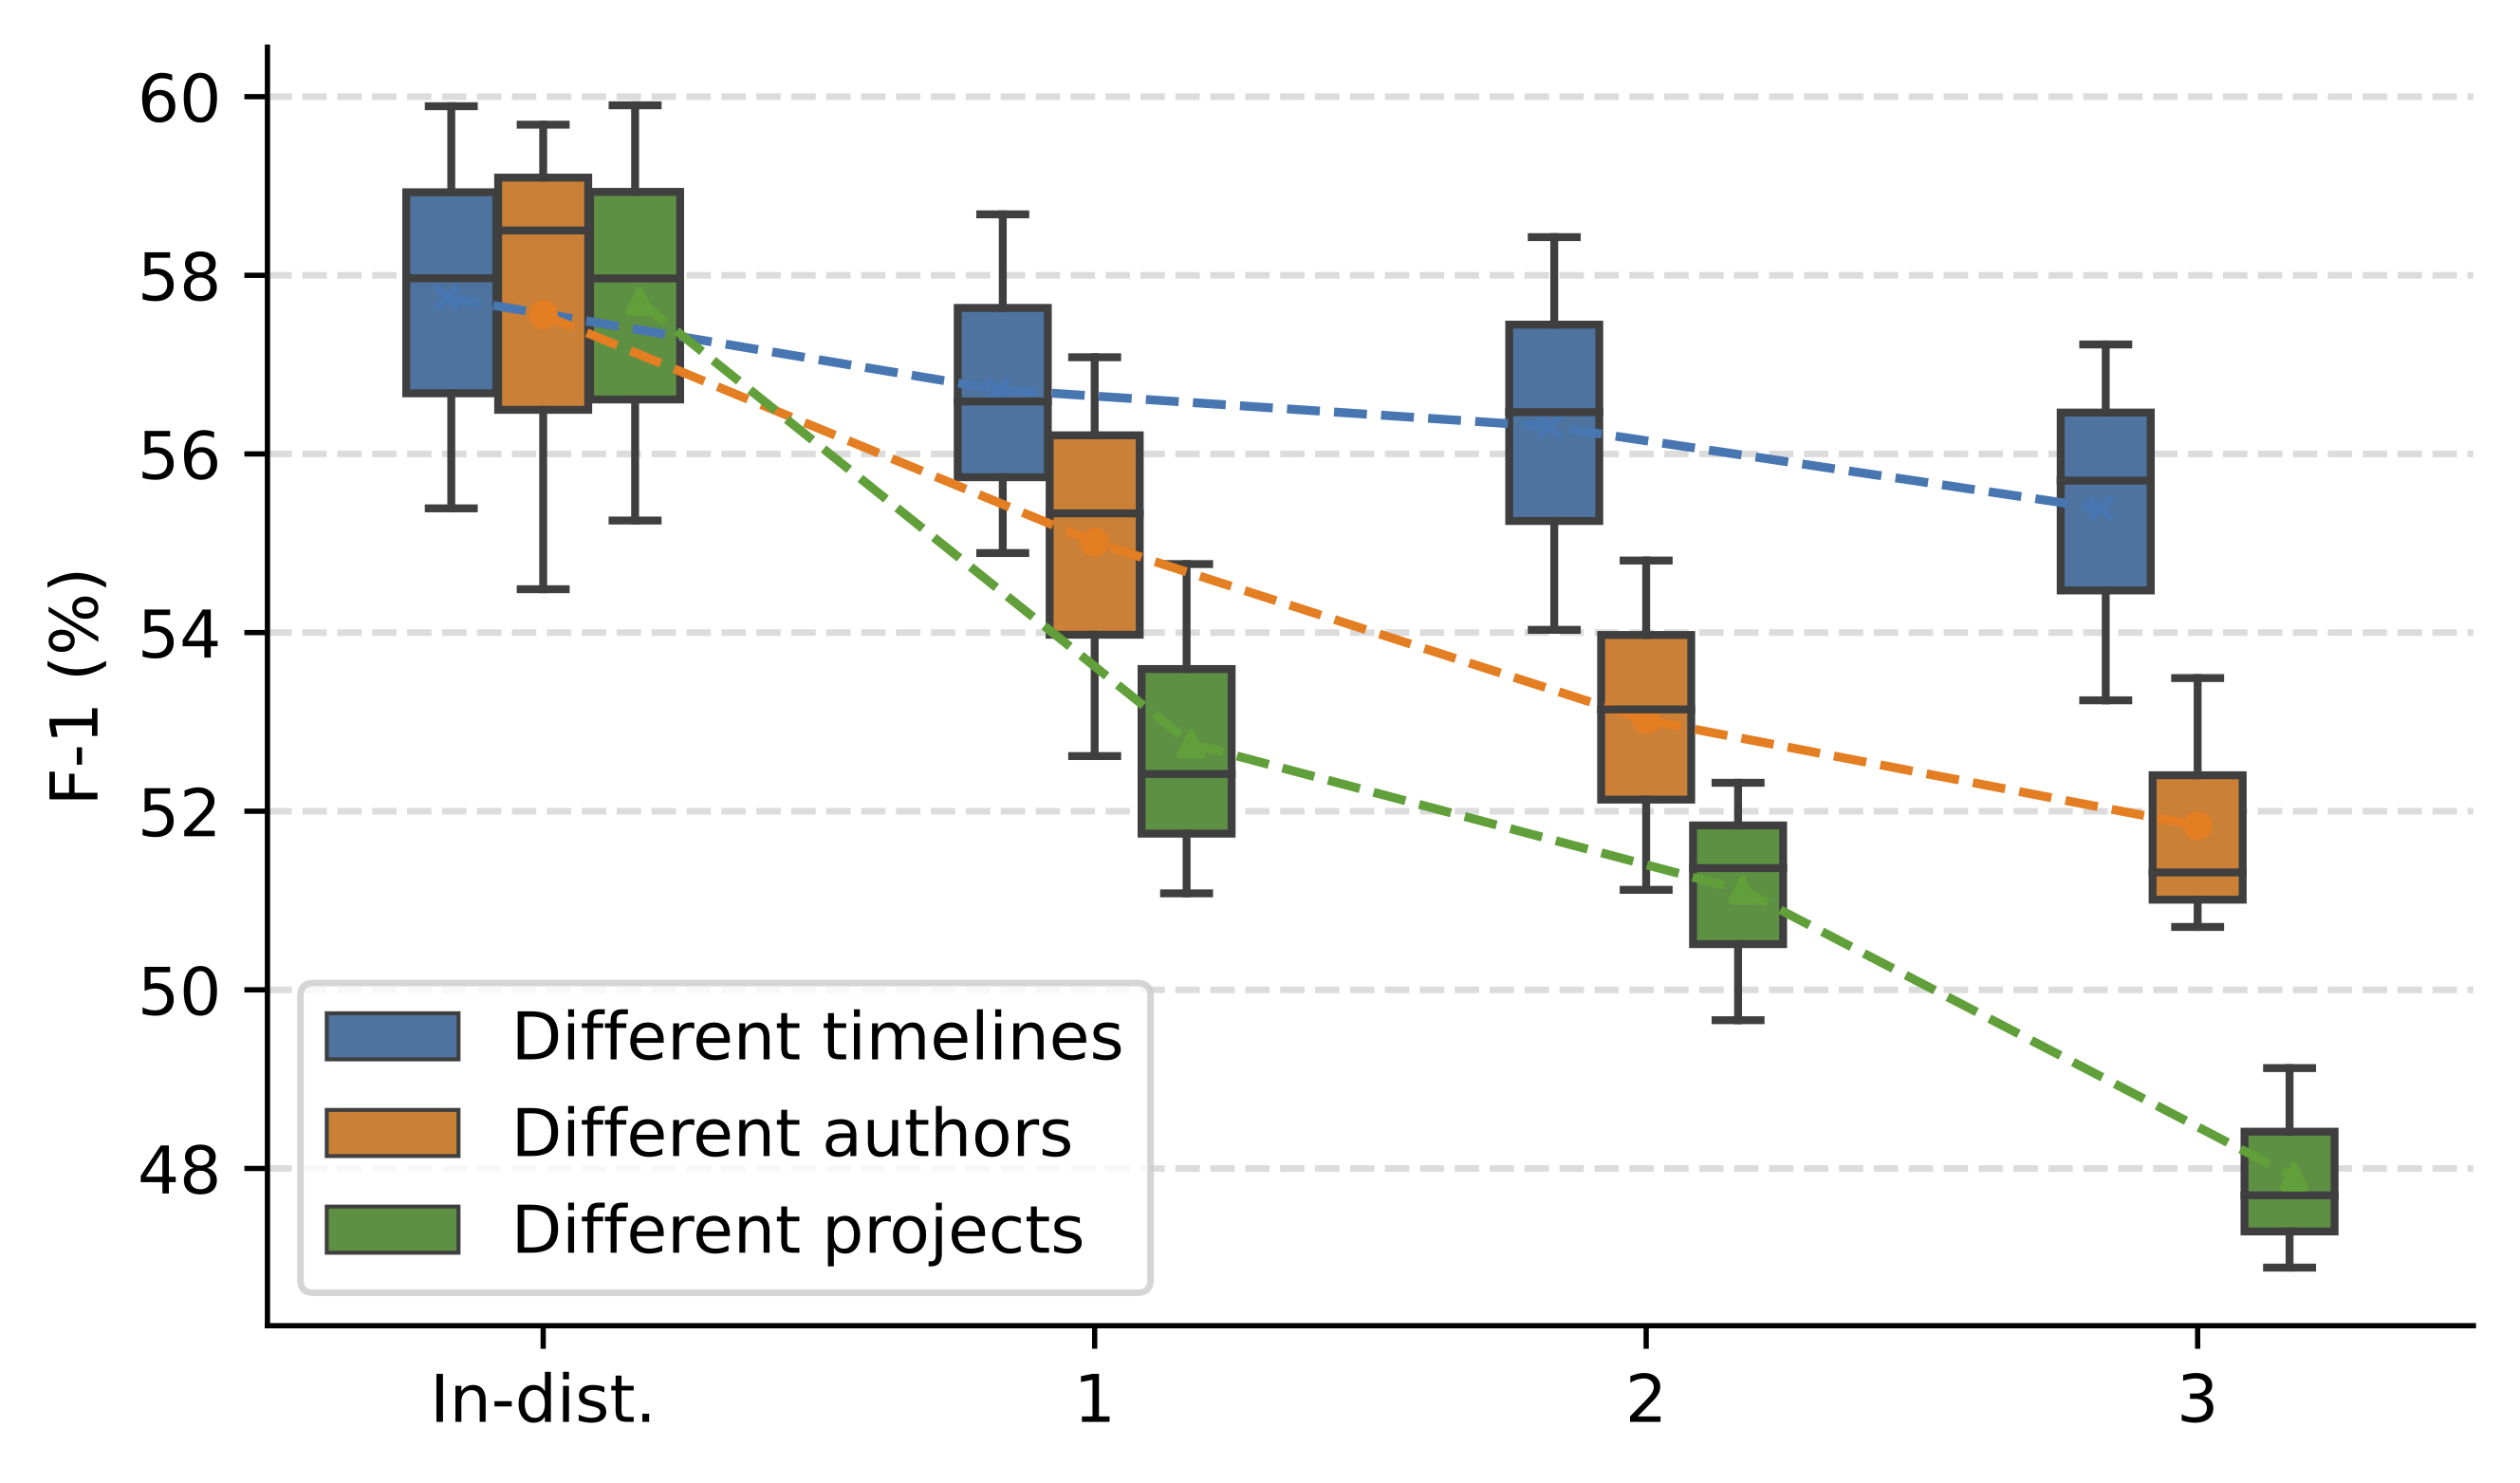 F-1 (%)
60
58
56
54
52
50
48
Different timelines
Different authors
Different projects
In-dist.
1
2
3